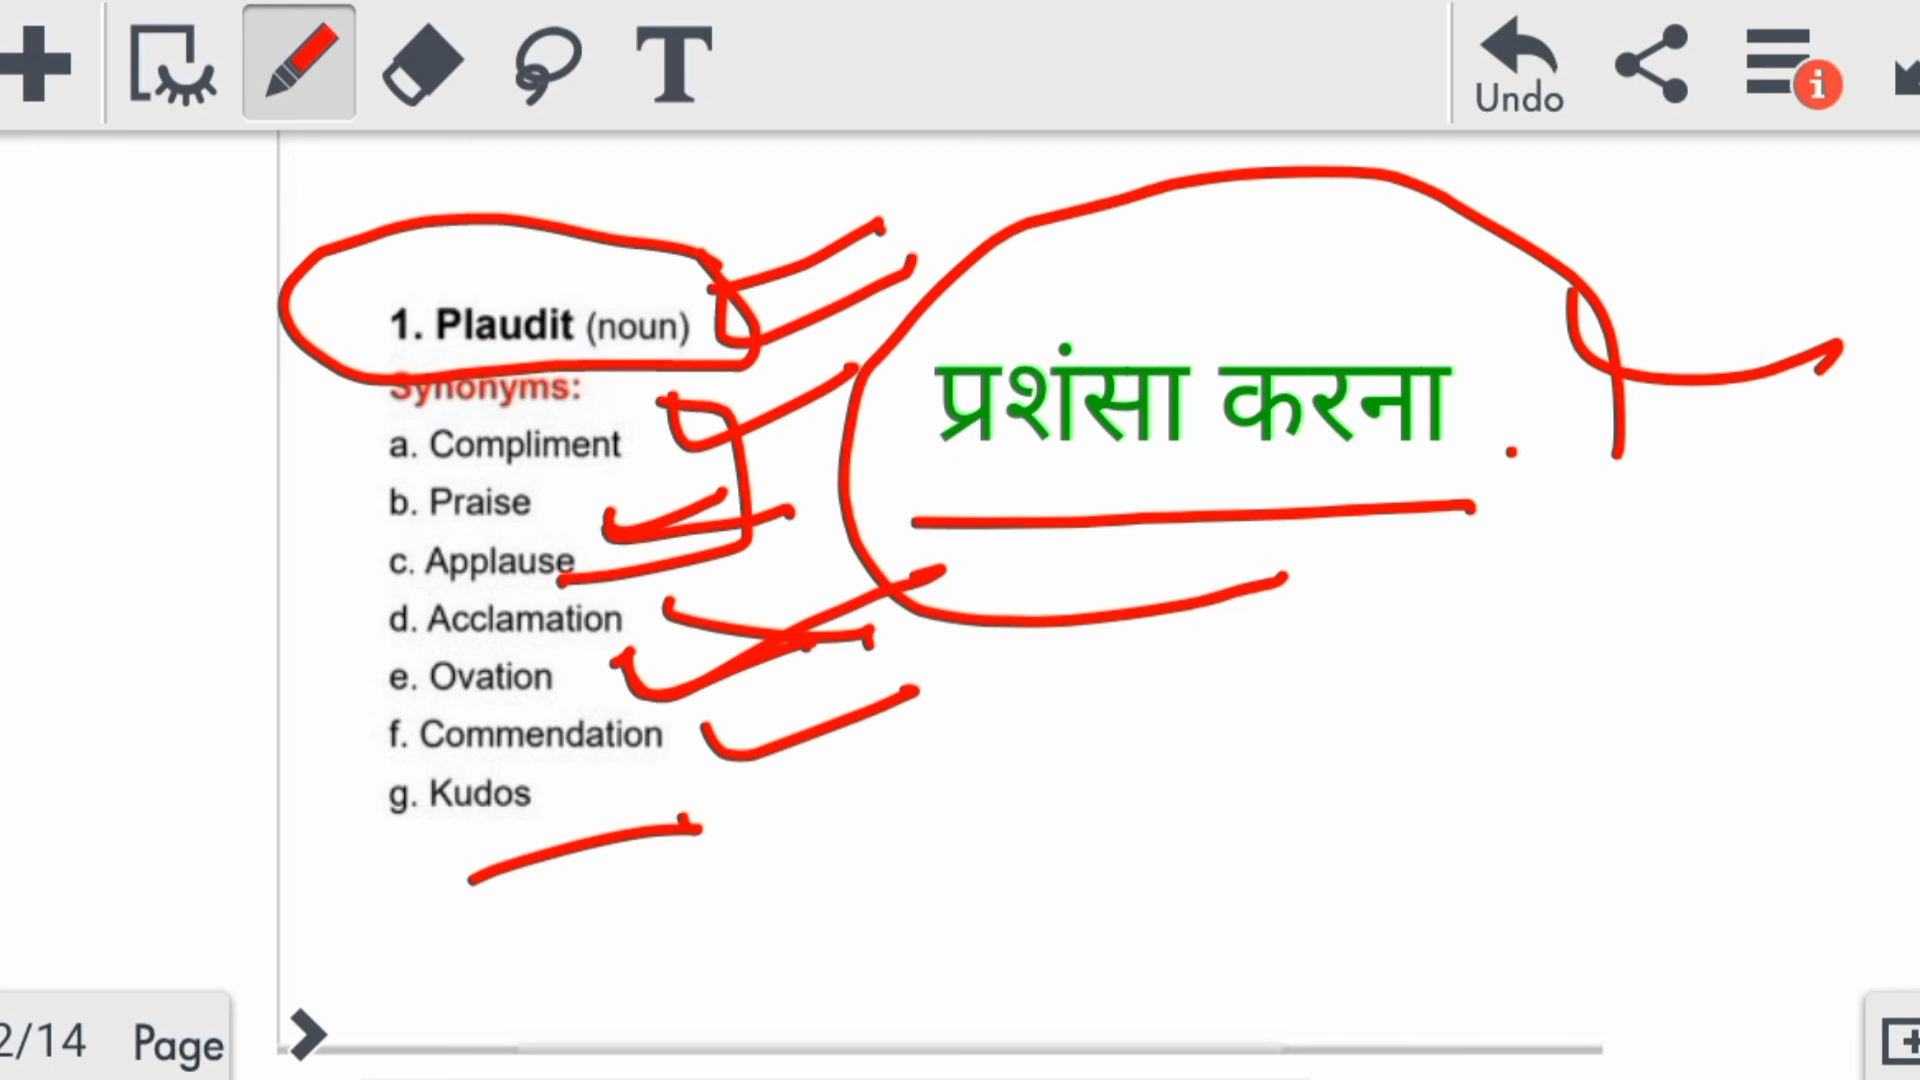 Undo
1. Plaudit (noun)
Synonyms:
a. Compliment
b. Praise
c. Applause
d. Acclamation
e. Ovation
f. Commendation
g. Kudos
प्रशंसा करना
2/14 Page